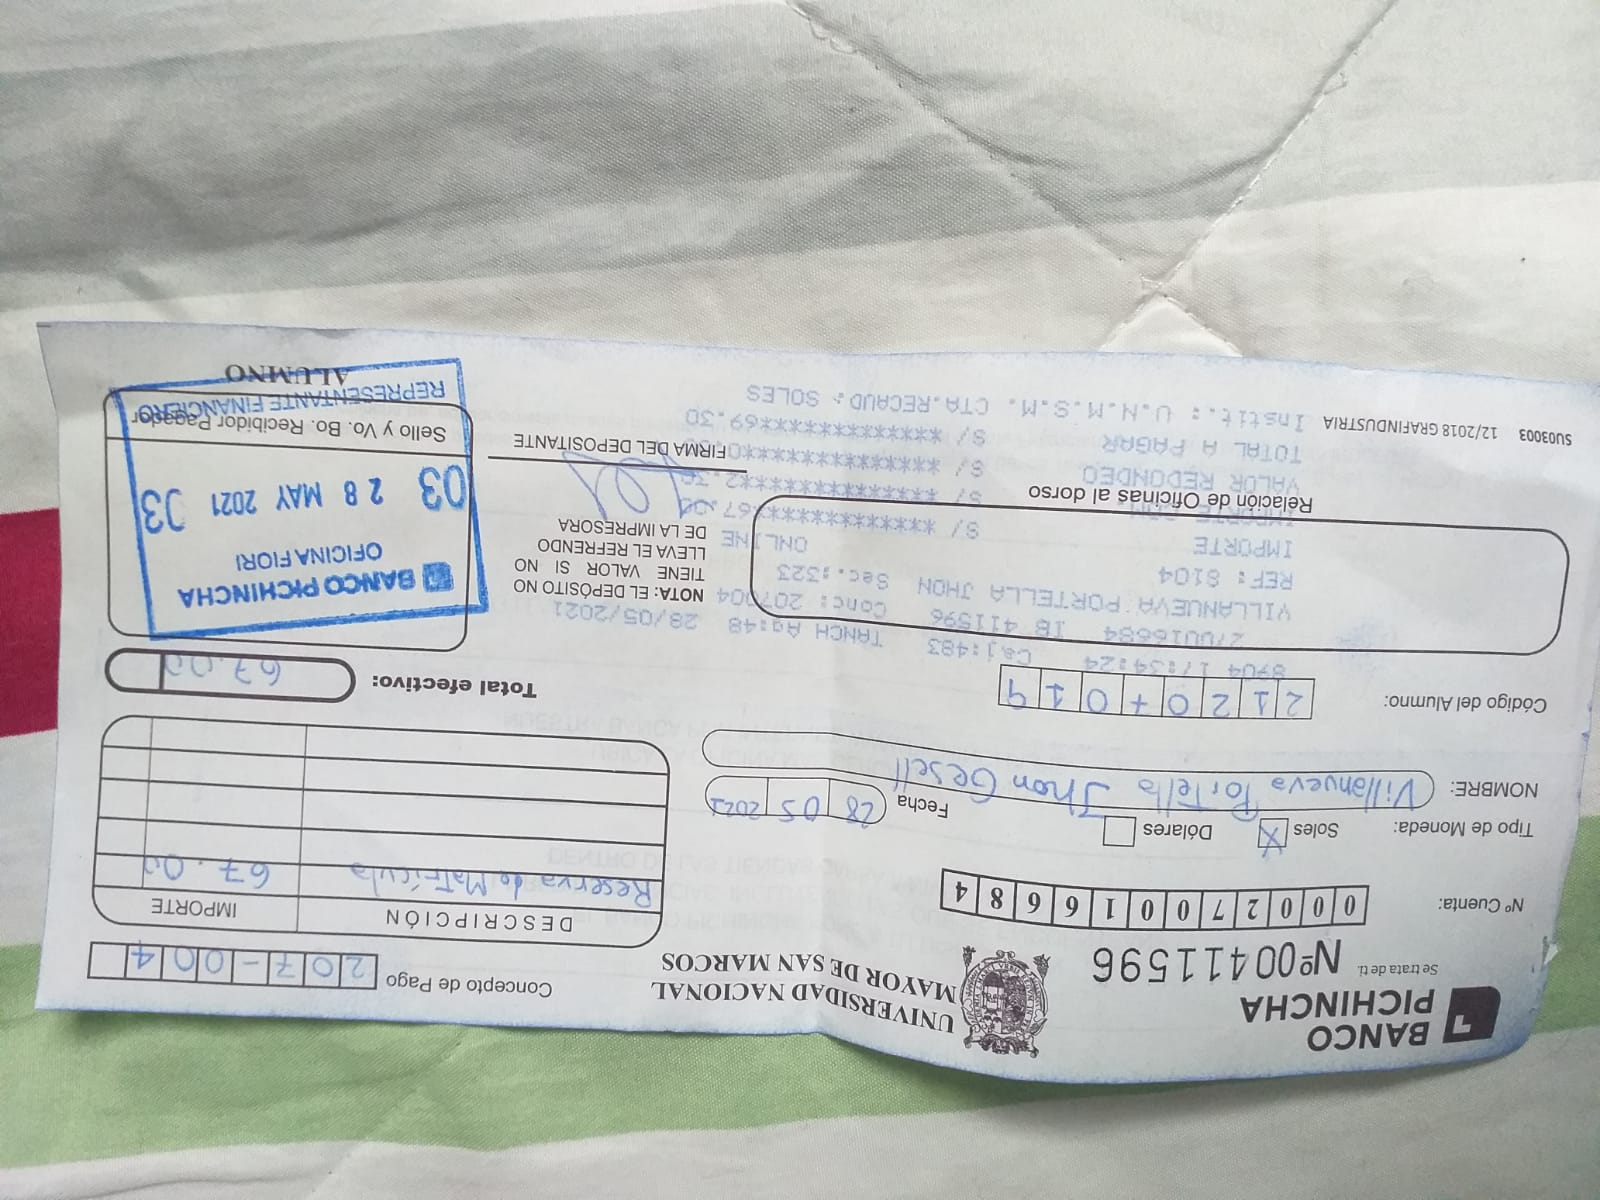 BANCO
PICHINCHA
Se trata de ti.
Nº 00411596
UNIVERSIDAD NACIONAL
MAYOR DE SAN MARCOS
Concepto de Pago
207-004
Nº Cuenta:
000270016684
DESCRIPCIÓN
IMPORTE
Reserva de Matrícula
67.00
Tipo de Moneda:
Soles
X
Dólares
Fecha
28 05 2021
NOMBRE:
Villanueva Portella Jhon Gesell
Código del Alumno:
21207019
Total efectivo:
67.00
8904 17:34:24 Caj:483 TANCH Ag:48 28/05/2021
270016684 IB 411596 Conc: 207004
VILLANUEVA PORTELLA JHON Sec.:323
REF: 8104
ONLINE
IMPORTE S/ **************67.00
S/
VALOR REDONDEO S/
TOTAL A PAGAR S/ **************69.30
Instit.: U.N.M.S.M. CTA.RECAUD. SOLES
Relación de Oficinas al dorso
NOTA: EL DEPÓSITO NO
TIENE VALOR SI NO
LLEVA EL REFRENDO
DE LA IMPRESORA
FIRMA DEL DEPOSITANTE
BANCO PICHINCHA
OFICINA FIORI
03 28 MAY 2021 03
REPRESENTANTE FINANCIERO
Sello y Vo. Bo. Recibidor Pagador
ALUMNO
SU03003 12/2018 GRAFINDUSTRIA